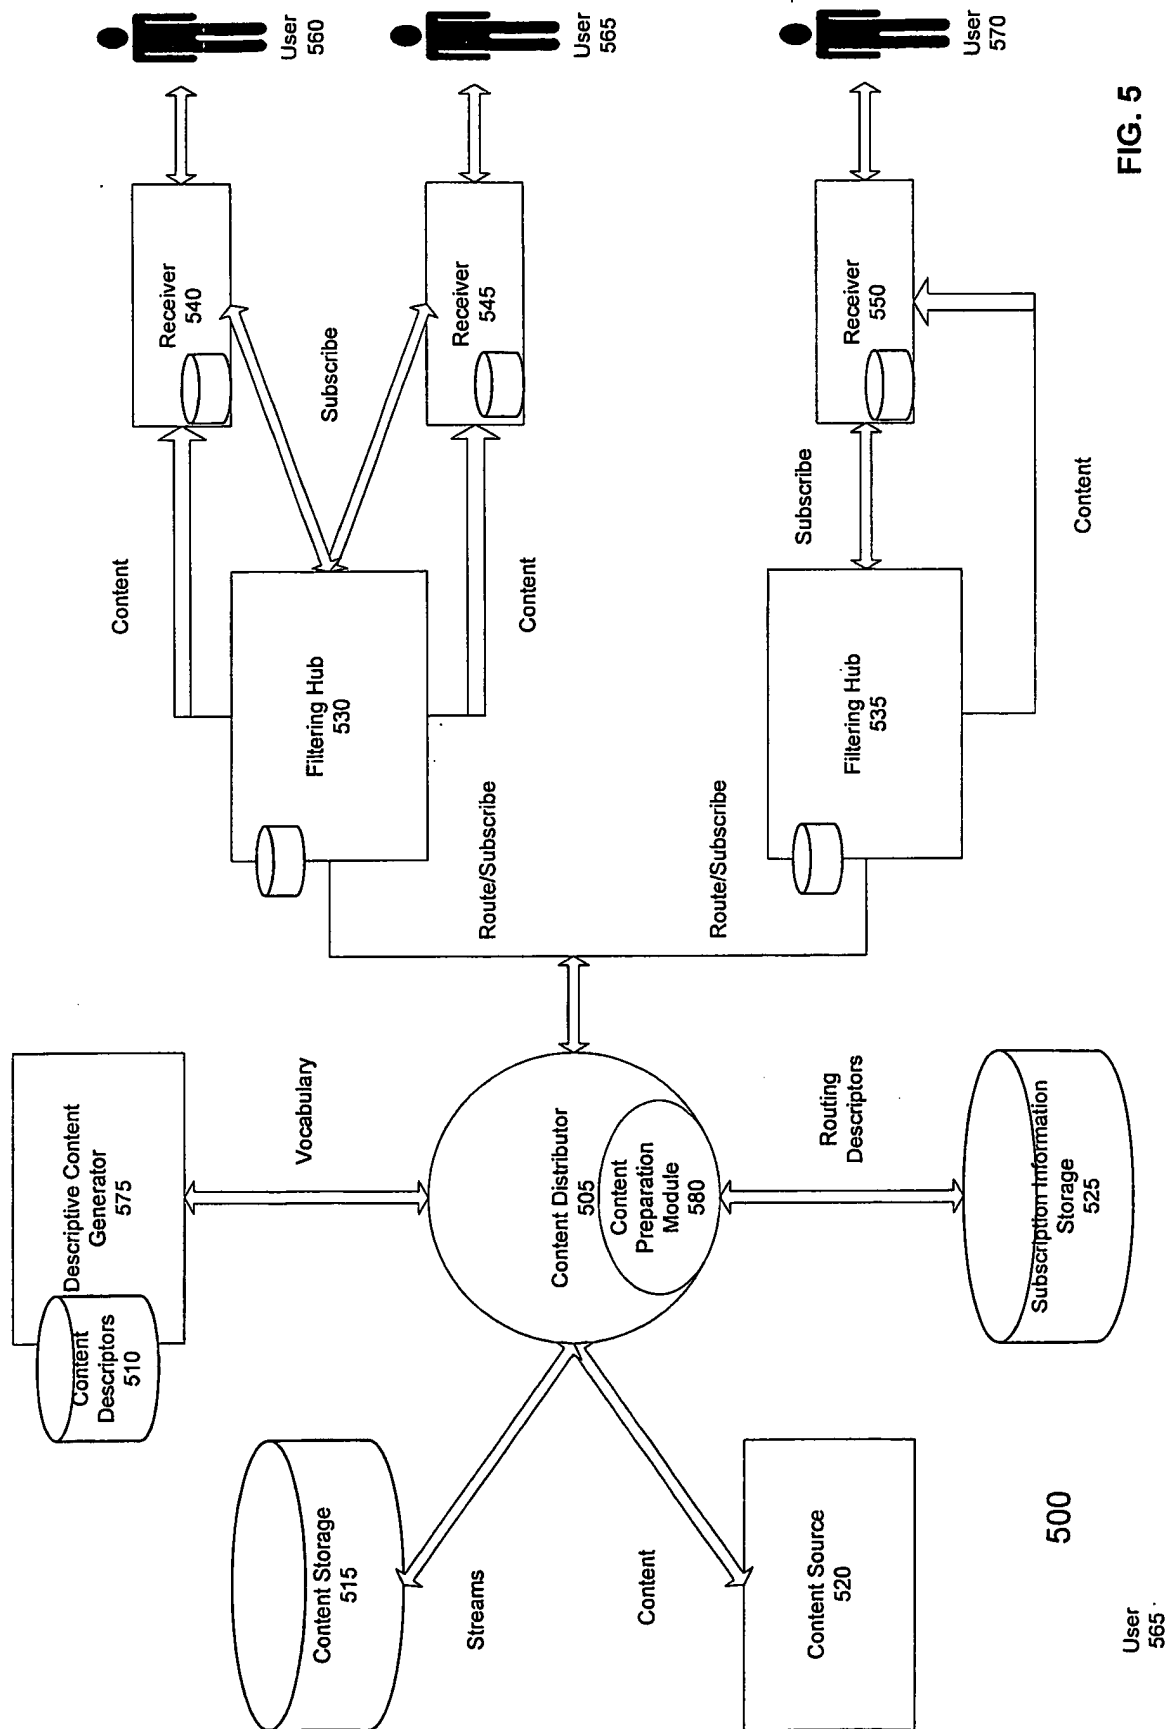 Content Storage
515
Streams
Content
Content Source
520
500
User
565
Content
Descriptors
510
Descriptive Content
Generator
575
Vocabulary
Content Distributor
505
Content
Preparation
Module
580
Routing
Descriptors
Subscription Information
Storage
525
Route/Subscribe
Route/Subscribe
Content
Filtering Hub
530
Content
Subscribe
Filtering Hub
535
Subscribe
Content
Receiver
540
Receiver
545
Receiver
550
User
560
User
565
User
570
FIG. 5